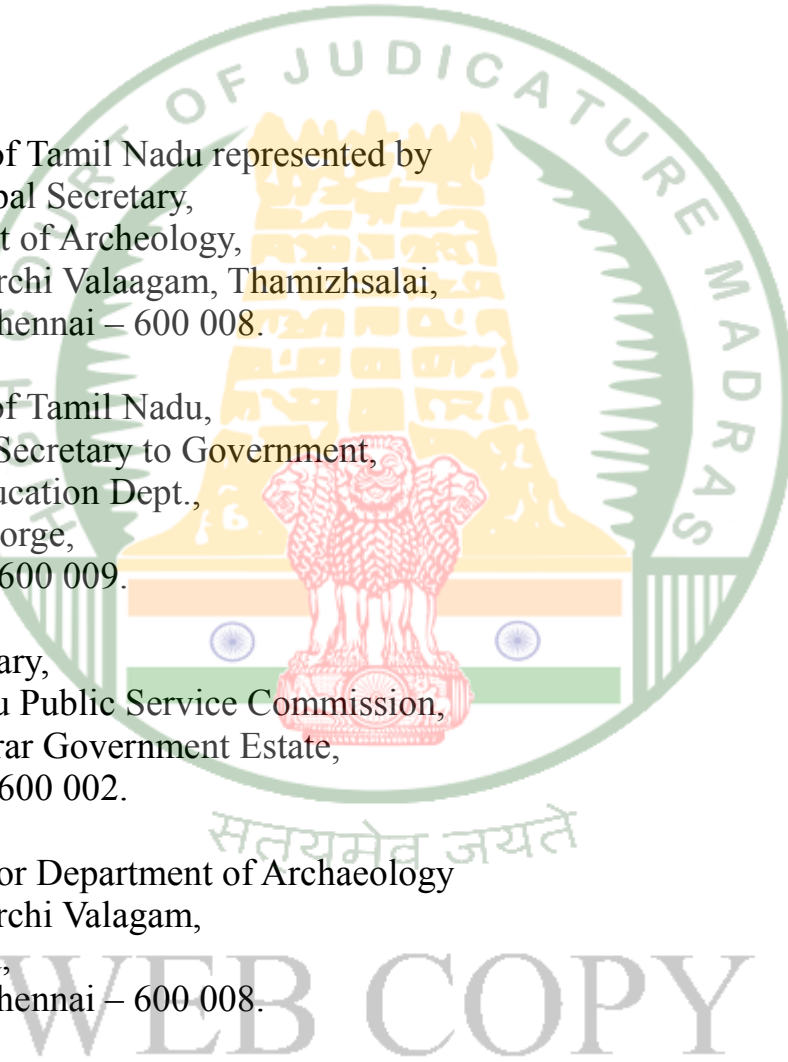 of Tamil Nadu represented by
pal Secretary,
t of Archeology,
rchi Valaagam, Thamizhsalai,
hennai – 600 008.
of Tamil Nadu,
Secretary to Government,
ucation Dept.,
orge,
600 009.
ary,
u Public Service Commission,
rar Government Estate,
600 002.
or Department of Archaeology
rchi Valagam,
hennai – 600 008.
HIGH COURT OF JUDICATURE MADRAS
सत्यमेव जयते
WEB COPY